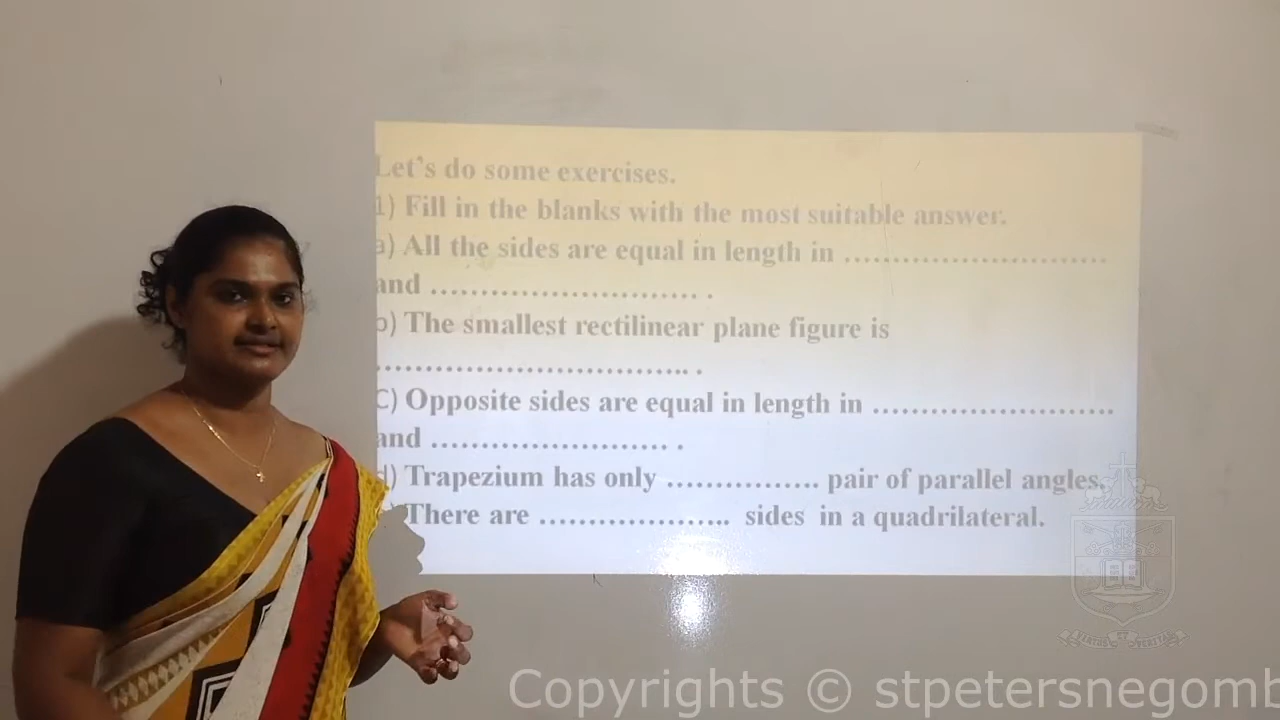 Let's do some exercises.
1) Fill in the blanks with the most suitable answer.
a) All the sides are equal in length in ..........................
and ........................... .
b) The smallest rectilinear plane figure is
................................ .
C) Opposite sides are equal in length in ........................
and ........................ .
d) Trapezium has only ................ pair of parallel angles.
) There are .................... sides in a quadrilateral.
Copyrights © stpetersnegomb